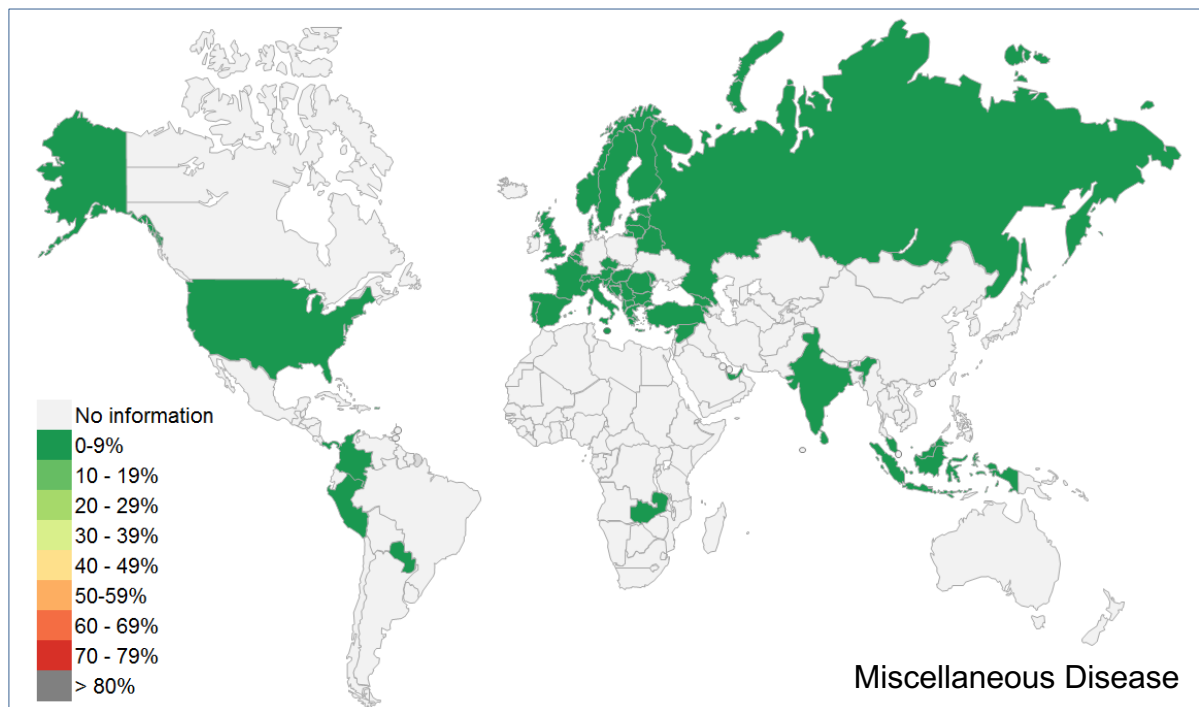 No information
0-9%
10 - 19%
20 - 29%
30 - 39%
40 - 49%
50-59%
60 - 69%
70 - 79%
> 80%
Miscellaneous Disease